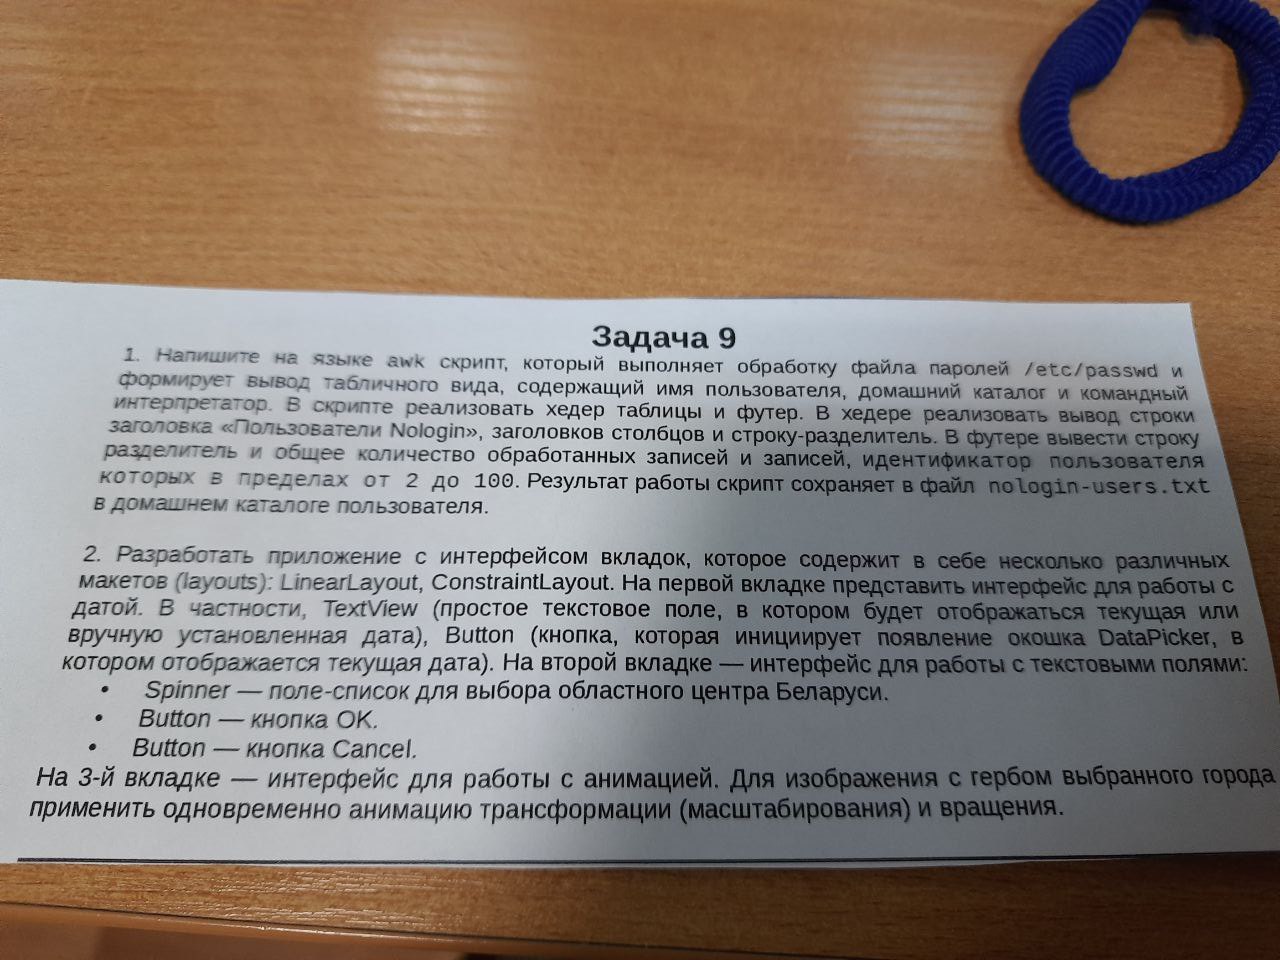 Задача 9
1. Напишите на языке awk скрипт, который выполняет обработку файла паролей /etc/passwd и
формирует вывод табличного вида, содержащий имя пользователя, домашний каталог и командный
интерпретатор. В скрипте реализовать хедер таблицы и футер. В хедере реализовать вывод строки
заголовка «Пользователи Nologin», заголовков столбцов и строку-разделитель. В футере вывести строку
разделитель и общее количество обработанных записей и записей, идентификатор пользователя
которых в пределах от 2 до 100. Результат работы скрипт сохраняет в файл nologin-users.txt
в домашнем каталоге пользователя.
2. Разработать приложение с интерфейсом вкладок, которое содержит в себе несколько различных
макетов (layouts): LinearLayout, ConstraintLayout. На первой вкладке представить интерфейс для работы с
датой. В частности, TextView (простое текстовое поле, в котором будет отображаться текущая или
вручную установленная дата), Button (кнопка, которая инициирует появление окошка DataPicker, в
котором отображается текущая дата). На второй вкладке — интерфейс для работы с текстовыми полями:
• Spinner — поле-список для выбора областного центра Беларуси.
• Button — кнопка OK.
• Button — кнопка Cancel.
На 3-й вкладке — интерфейс для работы с анимацией. Для изображения с гербом выбранного города
применить одновременно анимацию трансформации (масштабирования) и вращения.